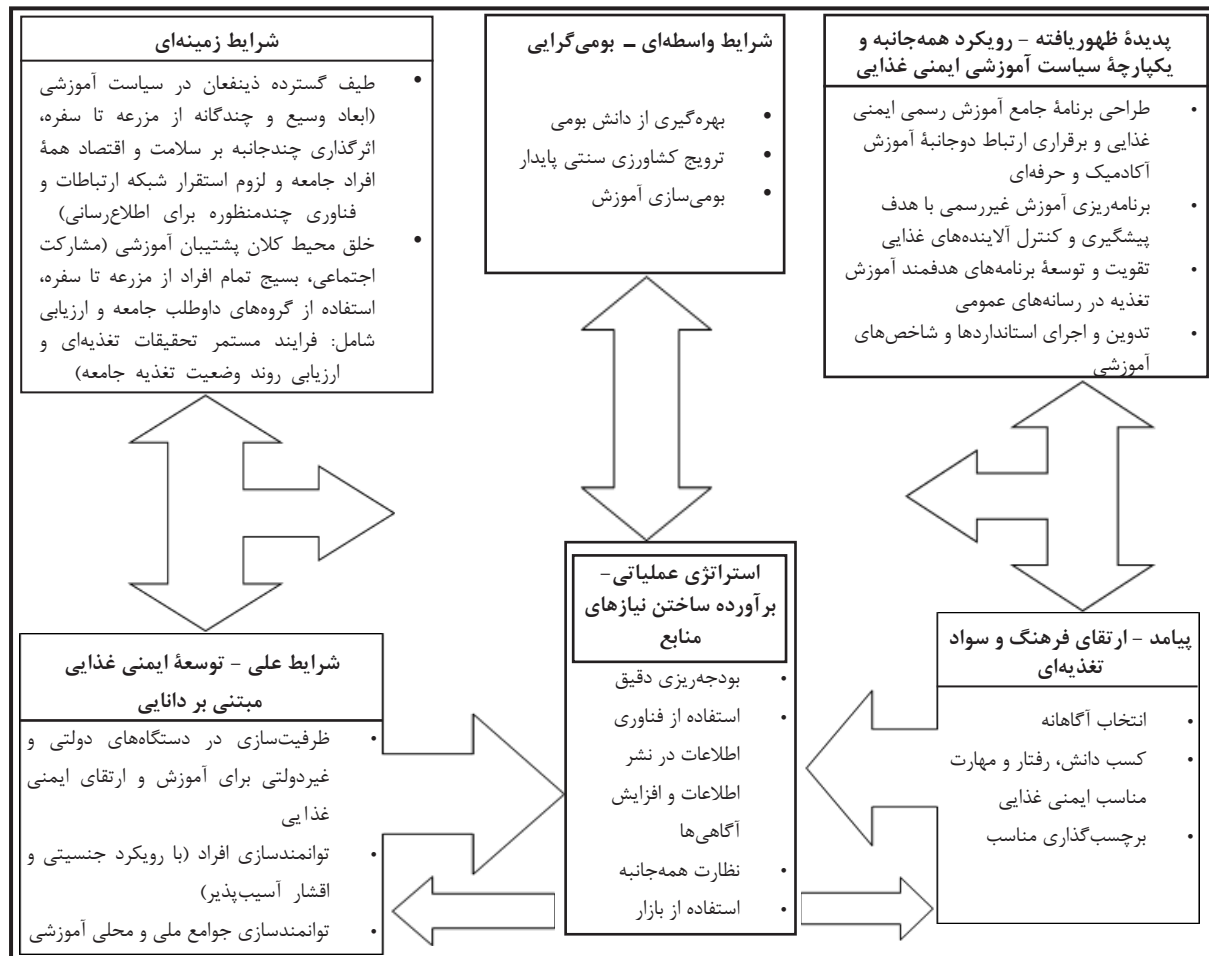 پدیدهٔ ظهوریافته - رویکرد همه‌جانبه و
یکپارچهٔ سیاست آموزشی ایمنی غذایی
• طراحی برنامهٔ جامع آموزش رسمی ایمنی
غذایی و برقراری ارتباط دوجانبهٔ آموزش
آکادمیک و حرفه‌ای
• برنامه‌ریزی آموزش غیررسمی با هدف
پیشگیری و کنترل آلاینده‌های غذایی
• تقویت و توسعهٔ برنامه‌های هدفمند آموزش
تغذیه در رسانه‌های عمومی
• تدوین و اجرای استانداردها و شاخص‌های
آموزشی
شرایط واسطه‌ای – بومی‌گرایی
• بهره‌گیری از دانش بومی
• ترویج کشاورزی سنتی پایدار
• بومی‌سازی آموزش
شرایط زمینه‌ای
• طیف گسترده ذینفعان در سیاست آموزشی
(ابعاد وسیع و چندگانه از مزرعه تا سفره،
اثرگذاری چندجانبه بر سلامت و اقتصاد همهٔ
افراد جامعه و لزوم استقرار شبکه ارتباطات و
فناوری چندمنظوره برای اطلاع‌رسانی)
• خلق محیط کلان پشتیبان آموزشی (مشارکت
اجتماعی، بسیج تمام افراد از مزرعه تا سفره،
استفاده از گروه‌های داوطلب جامعه و ارزیابی
شامل: فرایند مستمر تحقیقات تغذیه‌ای و
ارزیابی روند وضعیت تغذیه جامعه)
پیامد - ارتقای فرهنگ و سواد
تغذیه‌ای
• انتخاب آگاهانه
• کسب دانش، رفتار و مهارت
مناسب ایمنی غذایی
• برچسب‌گذاری مناسب
استراتژی عملیاتی-
برآورده ساختن نیازهای
منابع
• بودجه‌ریزی دقیق
• استفاده از فناوری
اطلاعات در نشر
اطلاعات و افزایش
آگاهی‌ها
• نظارت همه‌جانبه
• استفاده از بازار
شرایط علی - توسعهٔ ایمنی غذایی
مبتنی بر دانایی
• ظرفیت‌سازی در دستگاه‌های دولتی و
غیردولتی برای آموزش و ارتقای ایمنی
غذایی
• توانمندسازی افراد (با رویکرد جنسیتی و
اقشار آسیب‌پذیر)
• توانمندسازی جوامع ملی و محلی آموزشی